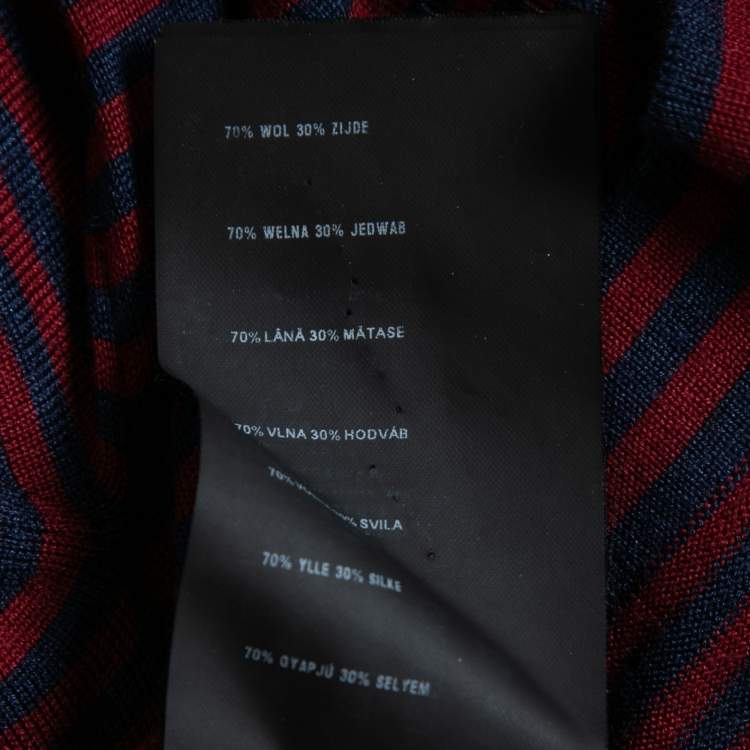 70% WOL 30% ZIJDE
70% WELNA 30% JEDWAB
70% LÂNĂ 30% MĂTASE
70% VLNA 30% HODVÁB
70% SVILA
70% YLLE 30% SILKE
70% GYAPJÚ 30% SELYEM